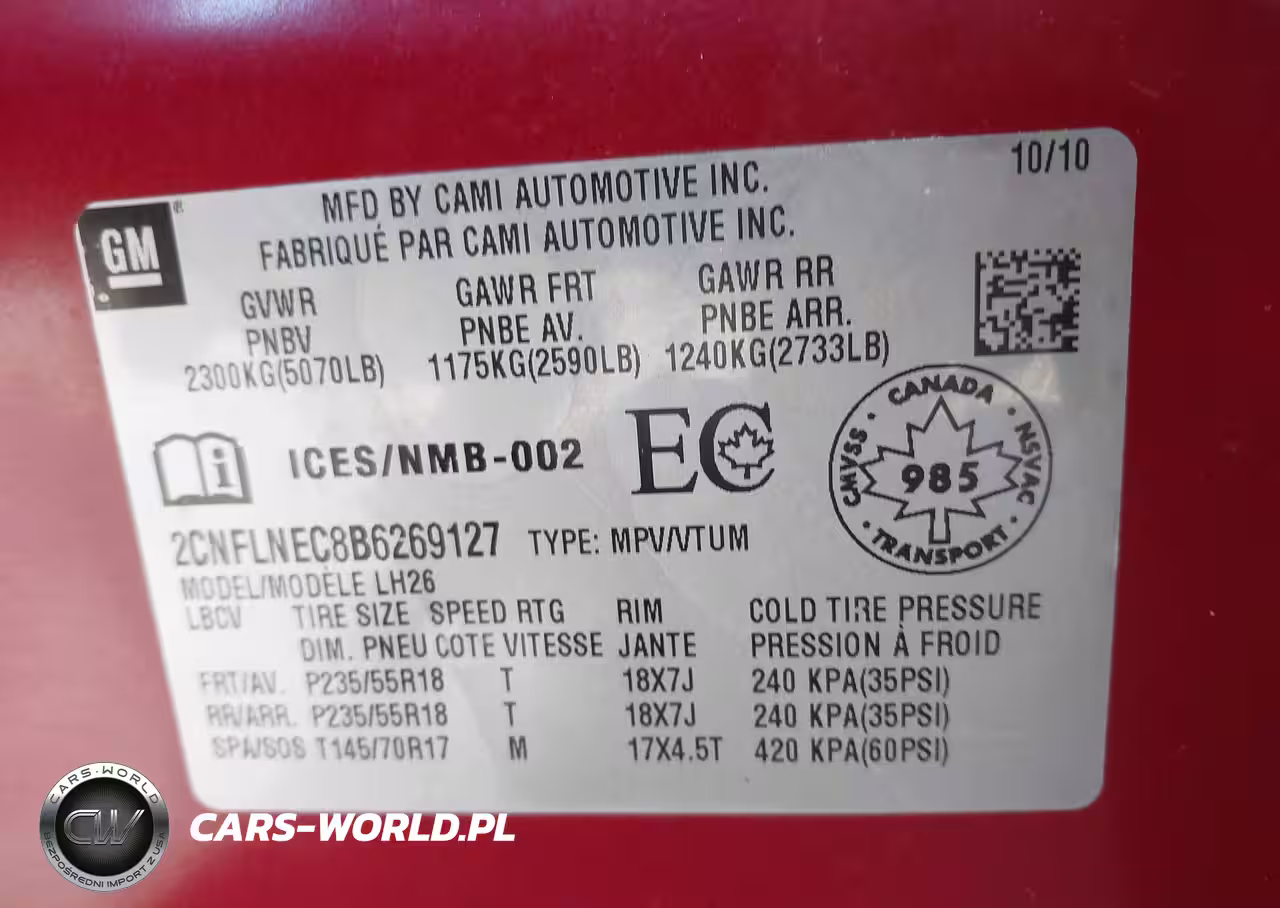 10/10
MFD BY CAMI AUTOMOTIVE INC.
FABRIQUÉ PAR CAMI AUTOMOTIVE INC.
GM
GVWR GAWR FRT GAWR RR
PNBV PNBE AV. PNBE ARR.
2300KG(5070LB) 1175KG(2590LB) 1240KG(2733LB)
ICES/NMB-002 EC
CANADA
CMVSS 985 NSVAC
TRANSPORT
2CNFLNEC8B6269127 TYPE: MPV/VTUM
MODEL/MODÈLE LH26
LBCV TIRE SIZE SPEED RTG RIM COLD TIRE PRESSURE
DIM. PNEU COTE VITESSE JANTE PRESSION À FROID
FRT/AV. P235/55R18 T 18X7J 240 KPA(35PSI)
RR/ARR. P235/55R18 T 18X7J 240 KPA(35PSI)
SPA/SOS T145/70R17 M 17X4.5T 420 KPA(60PSI)
CARS-WORLD
CW
BEZPOŚREDNI IMPORT Z USA
CARS-WORLD.PL